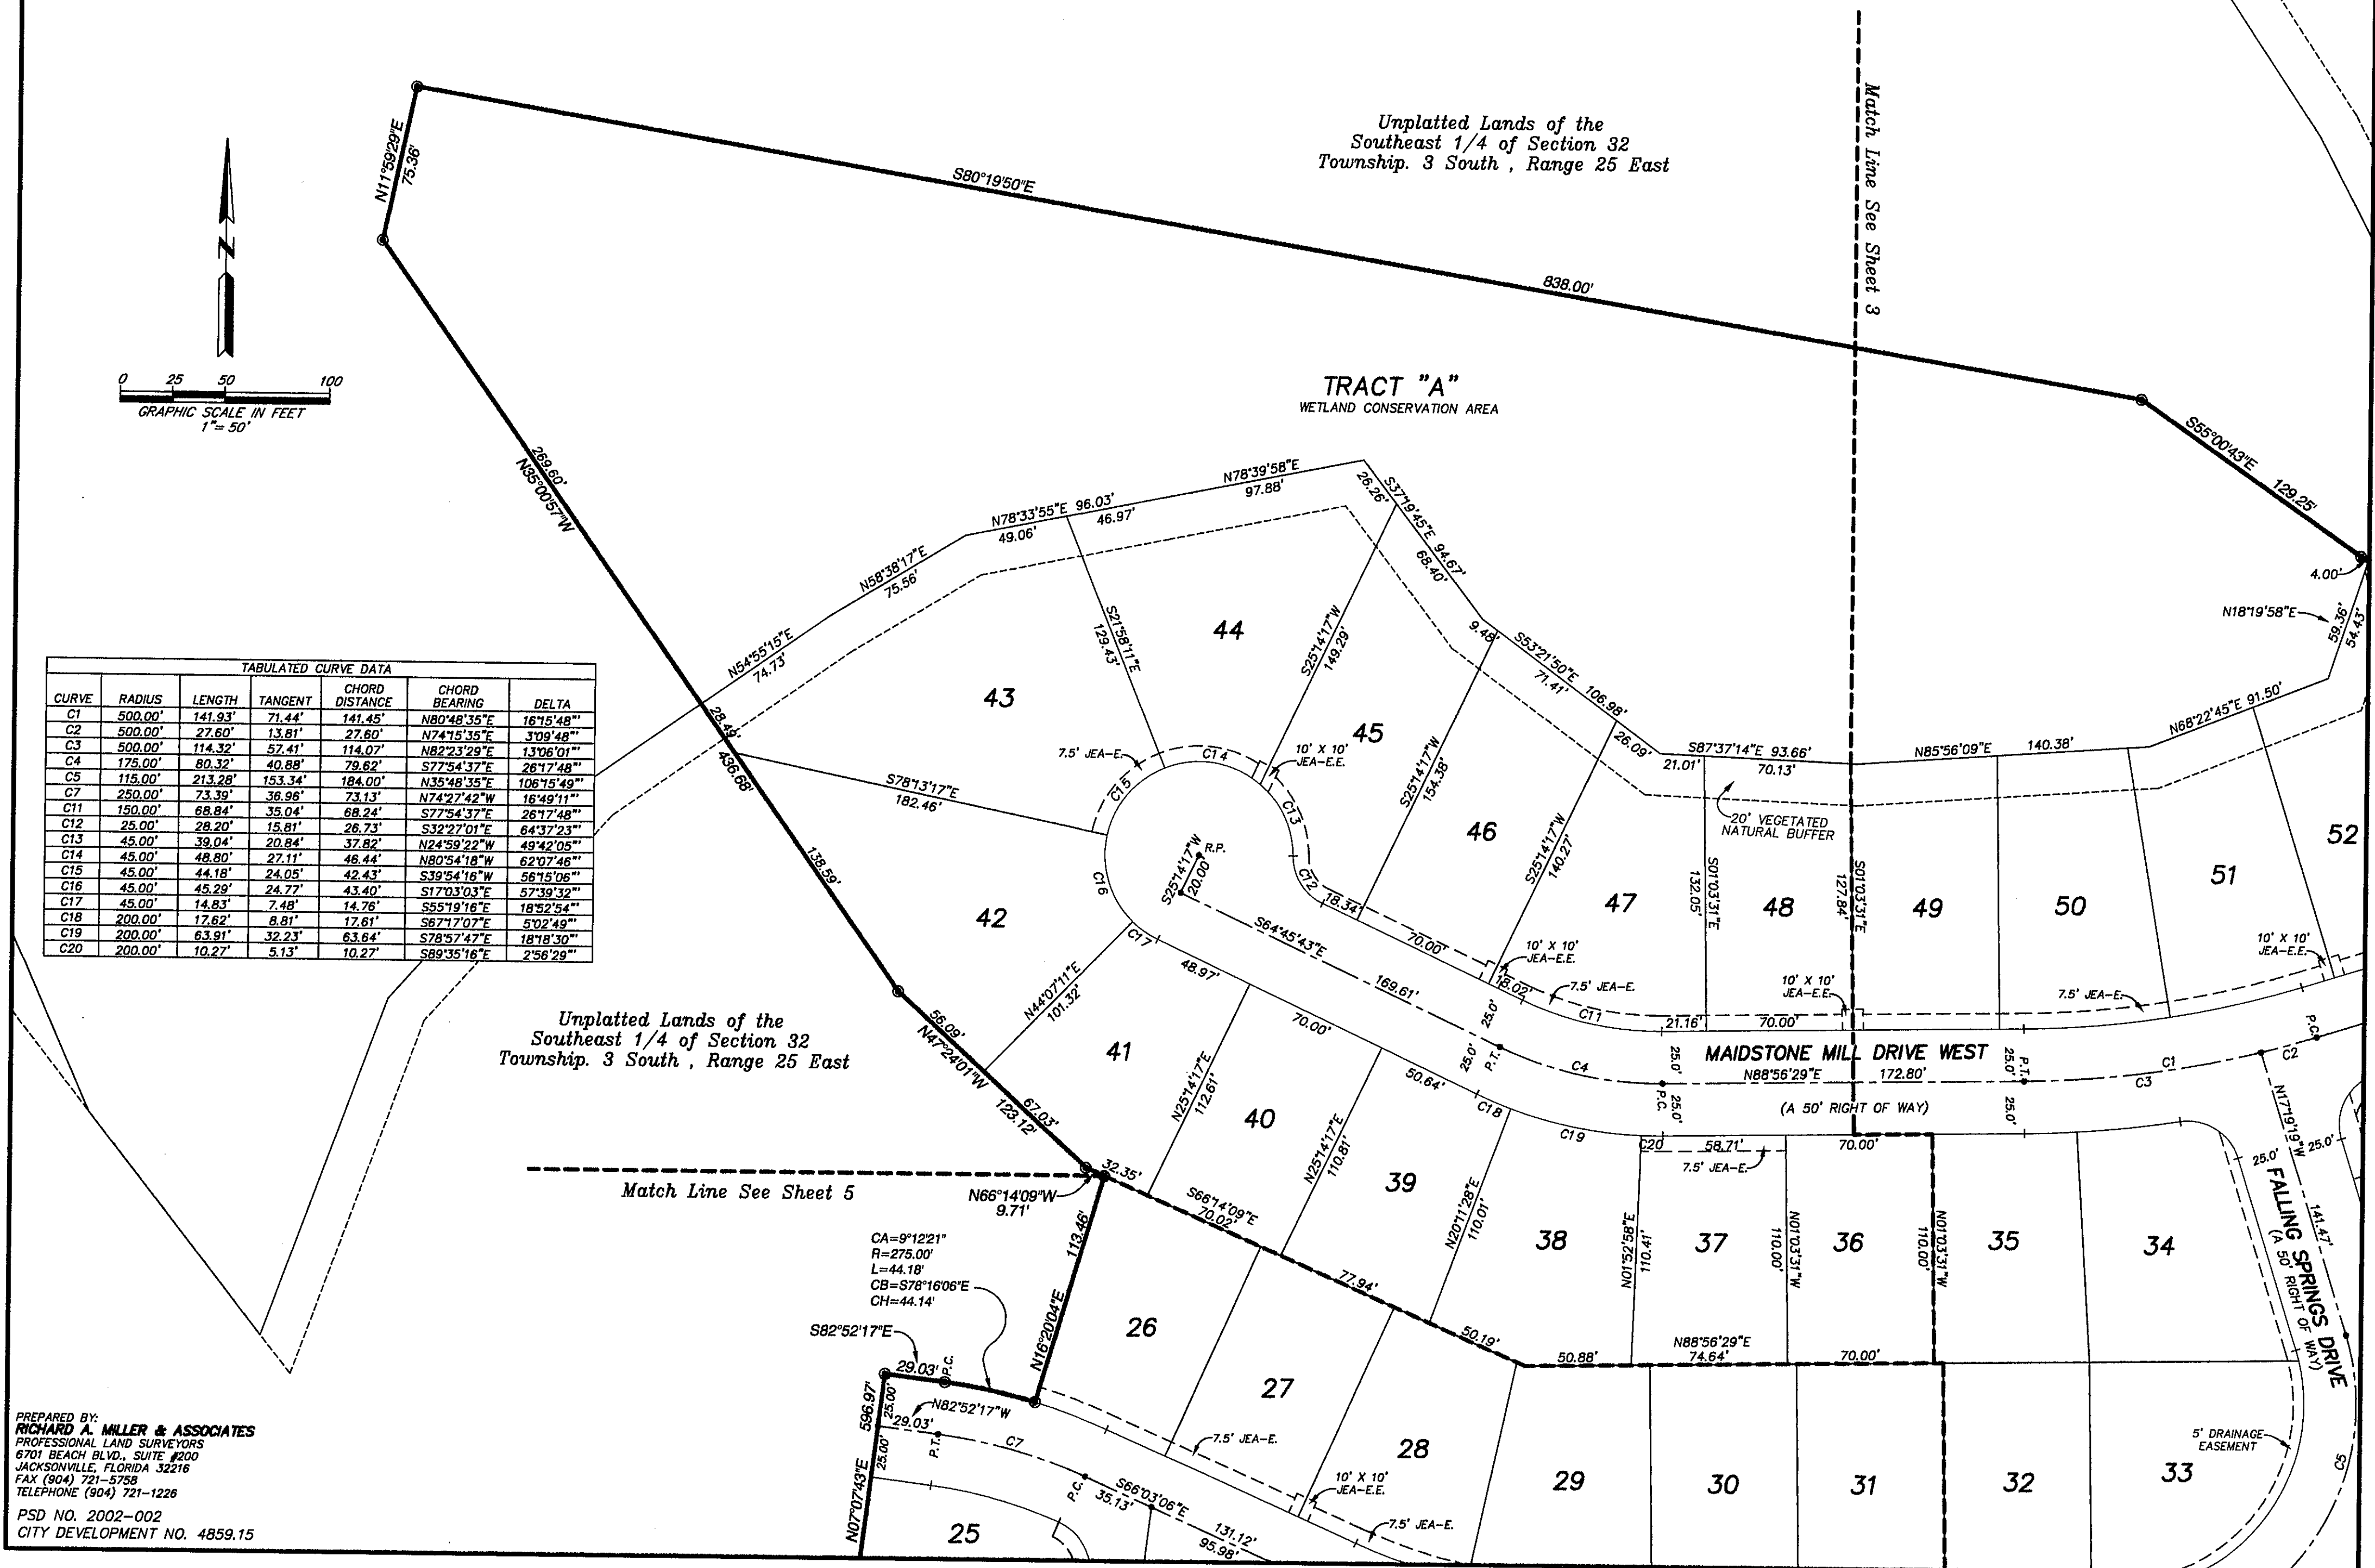 Unplatted Lands of the
Southeast 1/4 of Section 32
Township. 3 South , Range 25 East
Match Line See Sheet 3
N11°59'29"E
75.36'
S80°19'50"E
838.00'
N
0 25 50 100
GRAPHIC SCALE IN FEET
1"= 50'
TRACT "A"
WETLAND CONSERVATION AREA
S55°00'43"E
129.25'
4.00'
N18°19'58"E
59.36'
54.43'
269.60'
N35°00'57"W
N78°39'58"E
97.88'
N78°33'55"E 96.03'
49.06'
46.97'
26.26'
S37°19'45"E 94.67'
68.40'
N58°38'17"E
75.56'
N54°55'15"E
74.73'
28.49'
436.68'
138.59'
S21°58'11"E
129.43'
44
S25°14'17"W
149.29'
9.48'
S53°21'50"E 106.98'
71.41'
26.09'
43
45
S25°14'17"W
154.38'
S87°37'14"E 93.66'
21.01'
70.13'
N85°56'09"E 140.38'
N68°22'45"E 91.50'
7.5' JEA-E.
C14
10' X 10'
JEA-E.E.
C15
C13
S78°13'17"E
182.46'
46
S25°14'17"W
140.27'
20' VEGETATED
NATURAL BUFFER
52
R.P.
S25°14'17"W
20.00'
C12
C16
18.34'
47
S01°03'31"E
132.05'
48
S01°03'31"E
127.84'
49
50
51
TABULATED CURVE DATA
CURVE RADIUS LENGTH TANGENT CHORD DISTANCE CHORD BEARING DELTA
C1 500.00' 141.93' 71.44' 141.45' N80°48'35"E 16°15'48"'
C2 500.00' 27.60' 13.81' 27.60' N74°15'35"E 3°09'48"'
C3 500.00' 114.32' 57.41' 114.07' N82°23'29"E 13°06'01"'
C4 175.00' 80.32' 40.88' 79.62' S77°54'37"E 26°17'48"'
C5 115.00' 213.28' 153.34' 184.00' N35°48'35"E 106°15'49"'
C7 250.00' 73.39' 36.96' 73.13' N74°27'42"W 16°49'11"'
C11 150.00' 68.84' 35.04' 68.24' S77°54'37"E 26°17'48"'
C12 25.00' 28.20' 15.81' 26.73' S32°27'01"E 64°37'23"'
C13 45.00' 39.04' 20.84' 37.82' N24°59'22"W 49°42'05"'
C14 45.00' 48.80' 27.11' 46.44' N80°54'18"W 62°07'46"'
C15 45.00' 44.18' 24.05' 42.43' S39°54'16"W 56°15'06"'
C16 45.00' 45.29' 24.77' 43.40' S17°03'03"E 57°39'32"'
C17 45.00' 14.83' 7.48' 14.76' S55°19'16"E 18°52'54"'
C18 200.00' 17.62' 8.81' 17.61' S67°17'07"E 5°02'49"'
C19 200.00' 63.91' 32.23' 63.64' S78°57'47"E 18°18'30"'
C20 200.00' 10.27' 5.13' 10.27' S89°35'16"E 2°56'29"'
42
C17
S64°45'43"E
169.61'
70.00'
10' X 10'
JEA-E.E.
18.02'
7.5' JEA-E.
C11
10' X 10'
JEA-E.E.
7.5' JEA-E.
10' X 10'
JEA-E.E.
48.97'
70.00'
N44°07'11"E
101.32'
21.16'
70.00'
25.0'
25.0'
P.T.
C4
MAIDSTONE MILL DRIVE WEST
N88°56'29"E 172.80'
(A 50' RIGHT OF WAY)
25.0'
P.C.
25.0'
25.0'
P.T.
25.0'
C1
C3
C2
P.C.
Unplatted Lands of the
Southeast 1/4 of Section 32
Township. 3 South , Range 25 East
56.09'
N47°24'01"W
67.03'
123.12'
41
N25°14'17"E
112.61'
50.64'
C18
40
N25°14'17"E
110.81'
C19
C20
58.71'
7.5' JEA-E.
70.00'
N17°19'19"W
25.0'
25.0'
141.47'
FALLING SPRINGS DRIVE
(A 50' RIGHT OF WAY)
Match Line See Sheet 5
N66°14'09"W
9.71'
32.35'
S66°14'09"E
70.02'
39
N20°11'28"E
110.01'
38
N01°52'58"E
110.41'
37
N01°03'31"W
110.00'
36
N01°03'31"W
110.00'
35
34
CA=9°12'21"
R=275.00'
L=44.18'
CB=S78°16'06"E
CH=44.14'
113.46'
N16°20'04"E
77.94'
50.19'
50.88'
N88°56'29"E
74.64'
70.00'
26
S82°52'17"E
29.03'
P.C.
596.97'
25.00'
N82°52'17"W
29.03'
P.T.
25.00'
N07°07'43"E
C7
27
7.5' JEA-E.
28
10' X 10'
JEA-E.E.
P.C.
S66°03'06"E
35.13'
131.12'
95.98'
7.5' JEA-E.
25
29
30
31
32
33
5' DRAINAGE
EASEMENT
C5
PREPARED BY:
RICHARD A. MILLER & ASSOCIATES
PROFESSIONAL LAND SURVEYORS
6701 BEACH BLVD., SUITE #200
JACKSONVILLE, FLORIDA 32216
FAX (904) 721-5758
TELEPHONE (904) 721-1226
PSD NO. 2002-002
CITY DEVELOPMENT NO. 4859.15